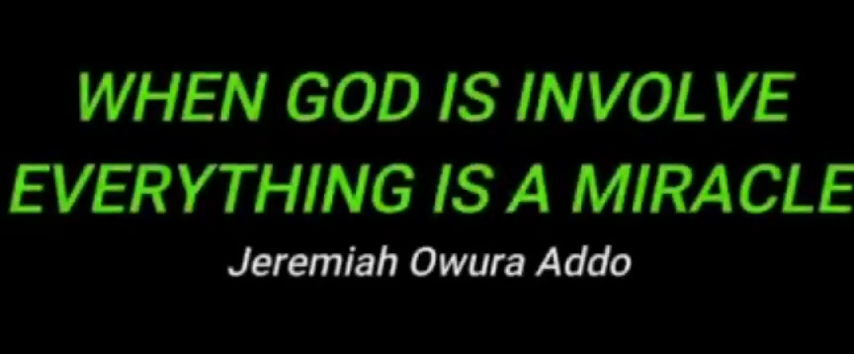 WHEN GOD IS INVOLVE
EVERYTHING IS A MIRACLE
Jeremiah Owura Addo